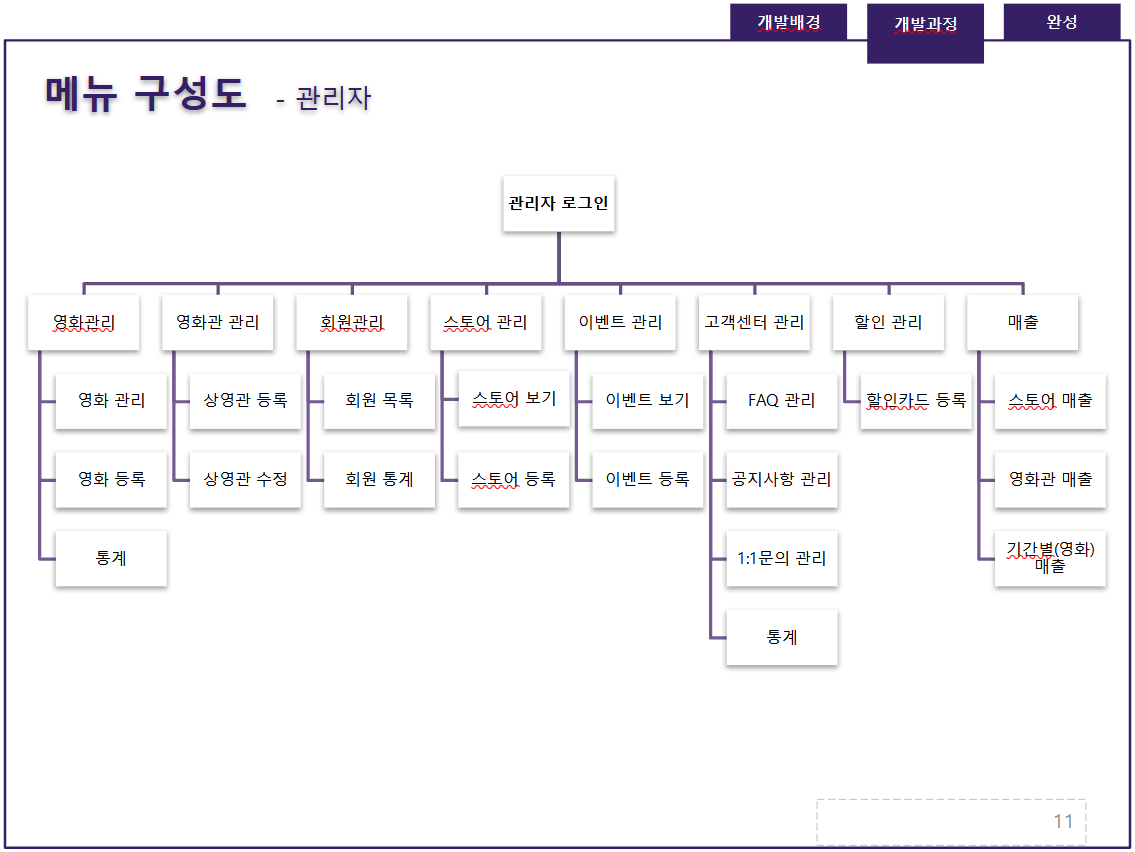 개발배경
개발과정
완성
메뉴 구성도 - 관리자
관리자 로그인
영화관리
영화관 관리
회원관리
스토어 관리
이벤트 관리
고객센터 관리
할인 관리
매출
영화 관리
상영관 등록
회원 목록
스토어 보기
이벤트 보기
FAQ 관리
할인카드 등록
스토어 매출
영화 등록
상영관 수정
회원 통계
스토어 등록
이벤트 등록
공지사항 관리
영화관 매출
통계
1:1문의 관리
기간별(영화)
매출
통계
11